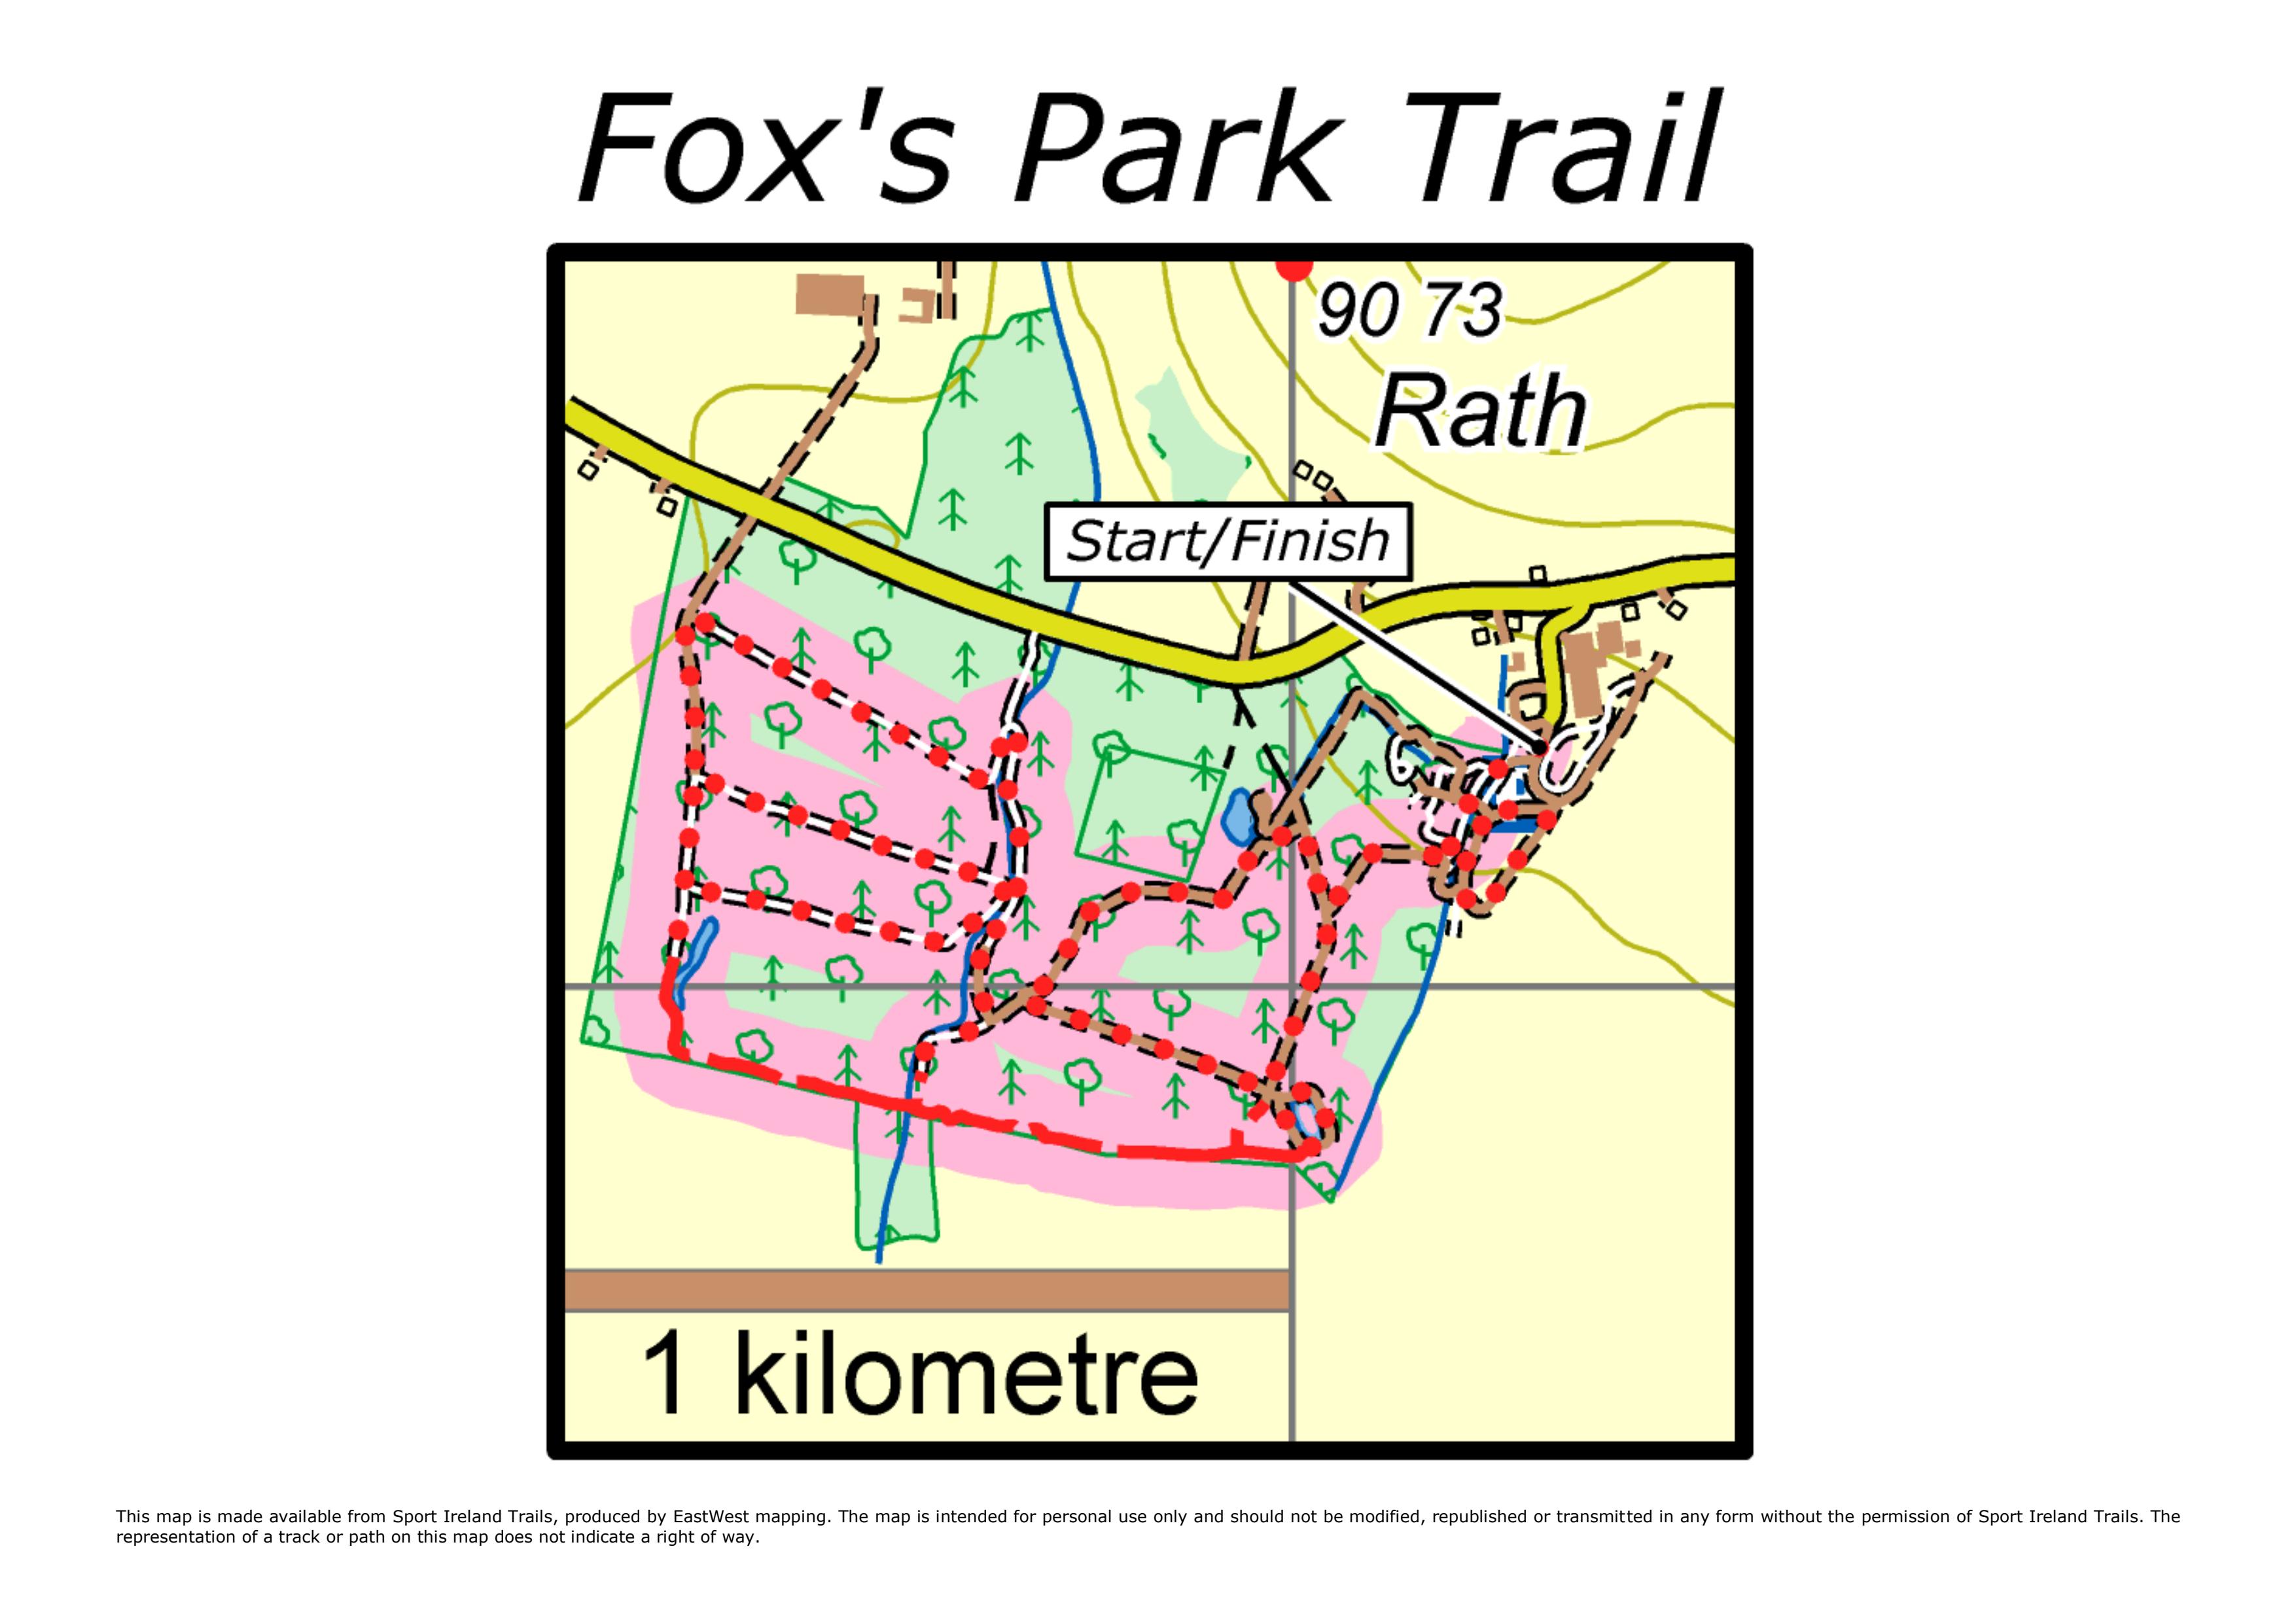 Fox's Park Trail
90 73
Rath
Start/Finish
1 kilometre
This map is made available from Sport Ireland Trails, produced by EastWest mapping. The map is intended for personal use only and should not be modified, republished or transmitted in any form without the permission of Sport Ireland Trails. The
representation of a track or path on this map does not indicate a right of way.